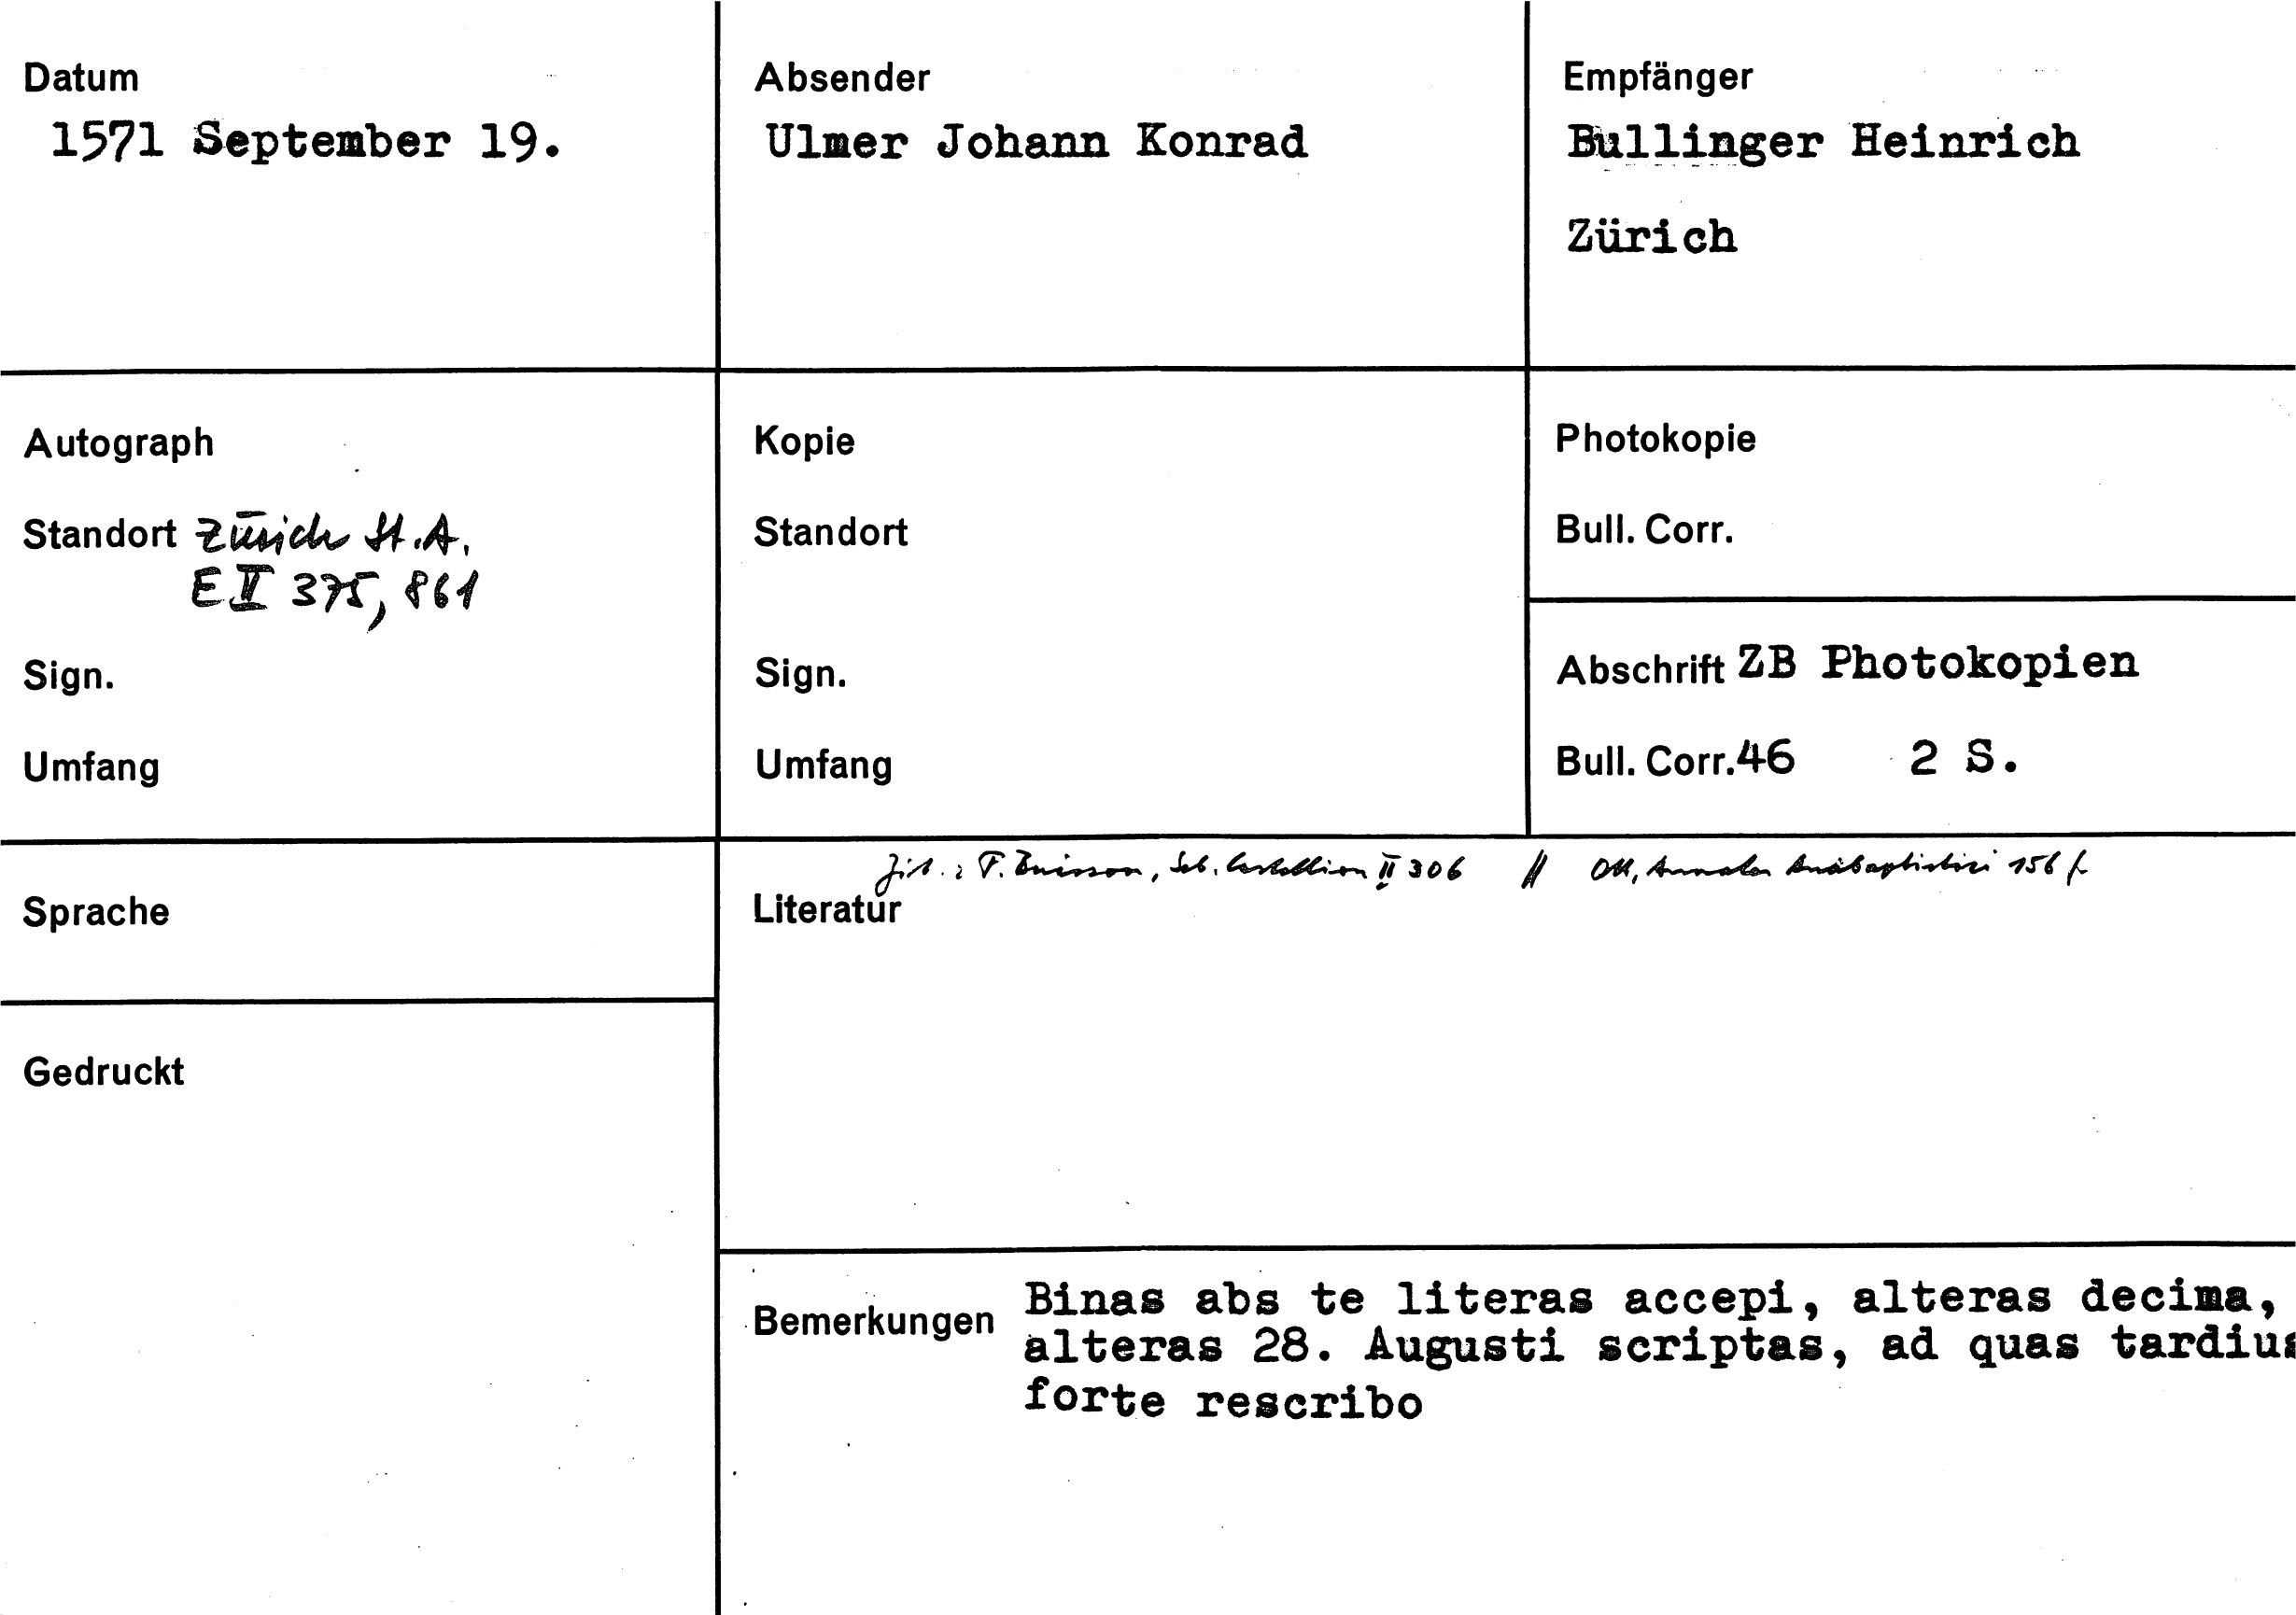 Datum
1571 September 19.
Absender
Ulmer Johann Konrad
Empfänger
Bullinger Heinrich
Zürich
Autograph
Standort Zürich St.A.
E II 375, 861
Sign.
Umfang
Kopie
Standort
Sign.
Umfang
Photokopie
Bull. Corr.
Abschrift ZB Photokopien
Bull. Corr. 46 2 S.
Sprache
Gedruckt
Zit.: F. Buisson, Seb. Castellion II 306 // Ott, Annales Anabaptistici 156 f.
Literatur
Bemerkungen Binas abs te literas accepi, alteras decima,
alteras 28. Augusti scriptas, ad quas tardius
forte rescribo